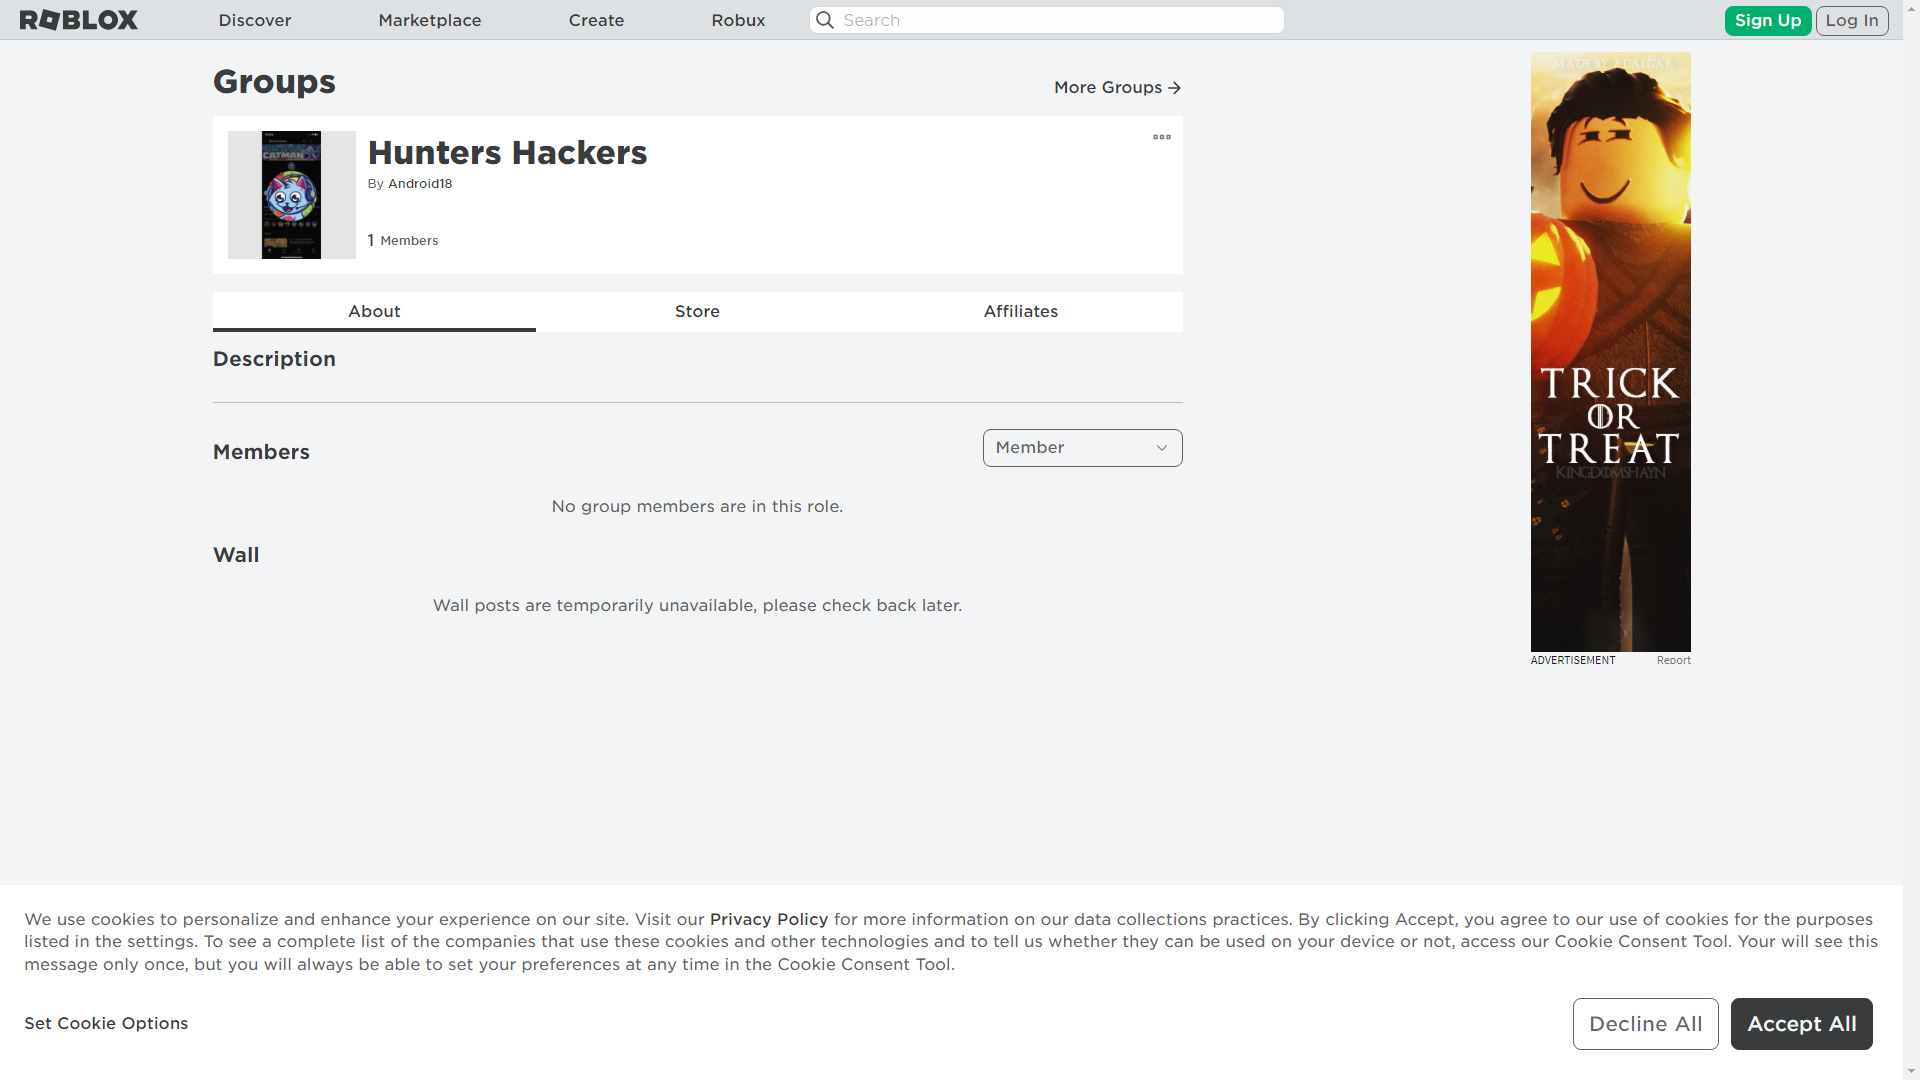 ROBLOX
Discover
Marketplace
Create
Robux
Search
Sign Up
Log In
Groups
More Groups
CATMAN
Hunters Hackers
By Android18
1 Members
About
Store
Affiliates
Description
Members
Member
No group members are in this role.
Wall
Wall posts are temporarily unavailable, please check back later.
MADE BY ADALGAR
TRICK
OR
TREAT
ADVERTISEMENT
Report
We use cookies to personalize and enhance your experience on our site. Visit our Privacy Policy for more information on our data collections practices. By clicking Accept, you agree to our use of cookies for the purposes
listed in the settings. To see a complete list of the companies that use these cookies and other technologies and to tell us whether they can be used on your device or not, access our Cookie Consent Tool. Your will see this
message only once, but you will always be able to set your preferences at any time in the Cookie Consent Tool.
Set Cookie Options
Decline All
Accept All